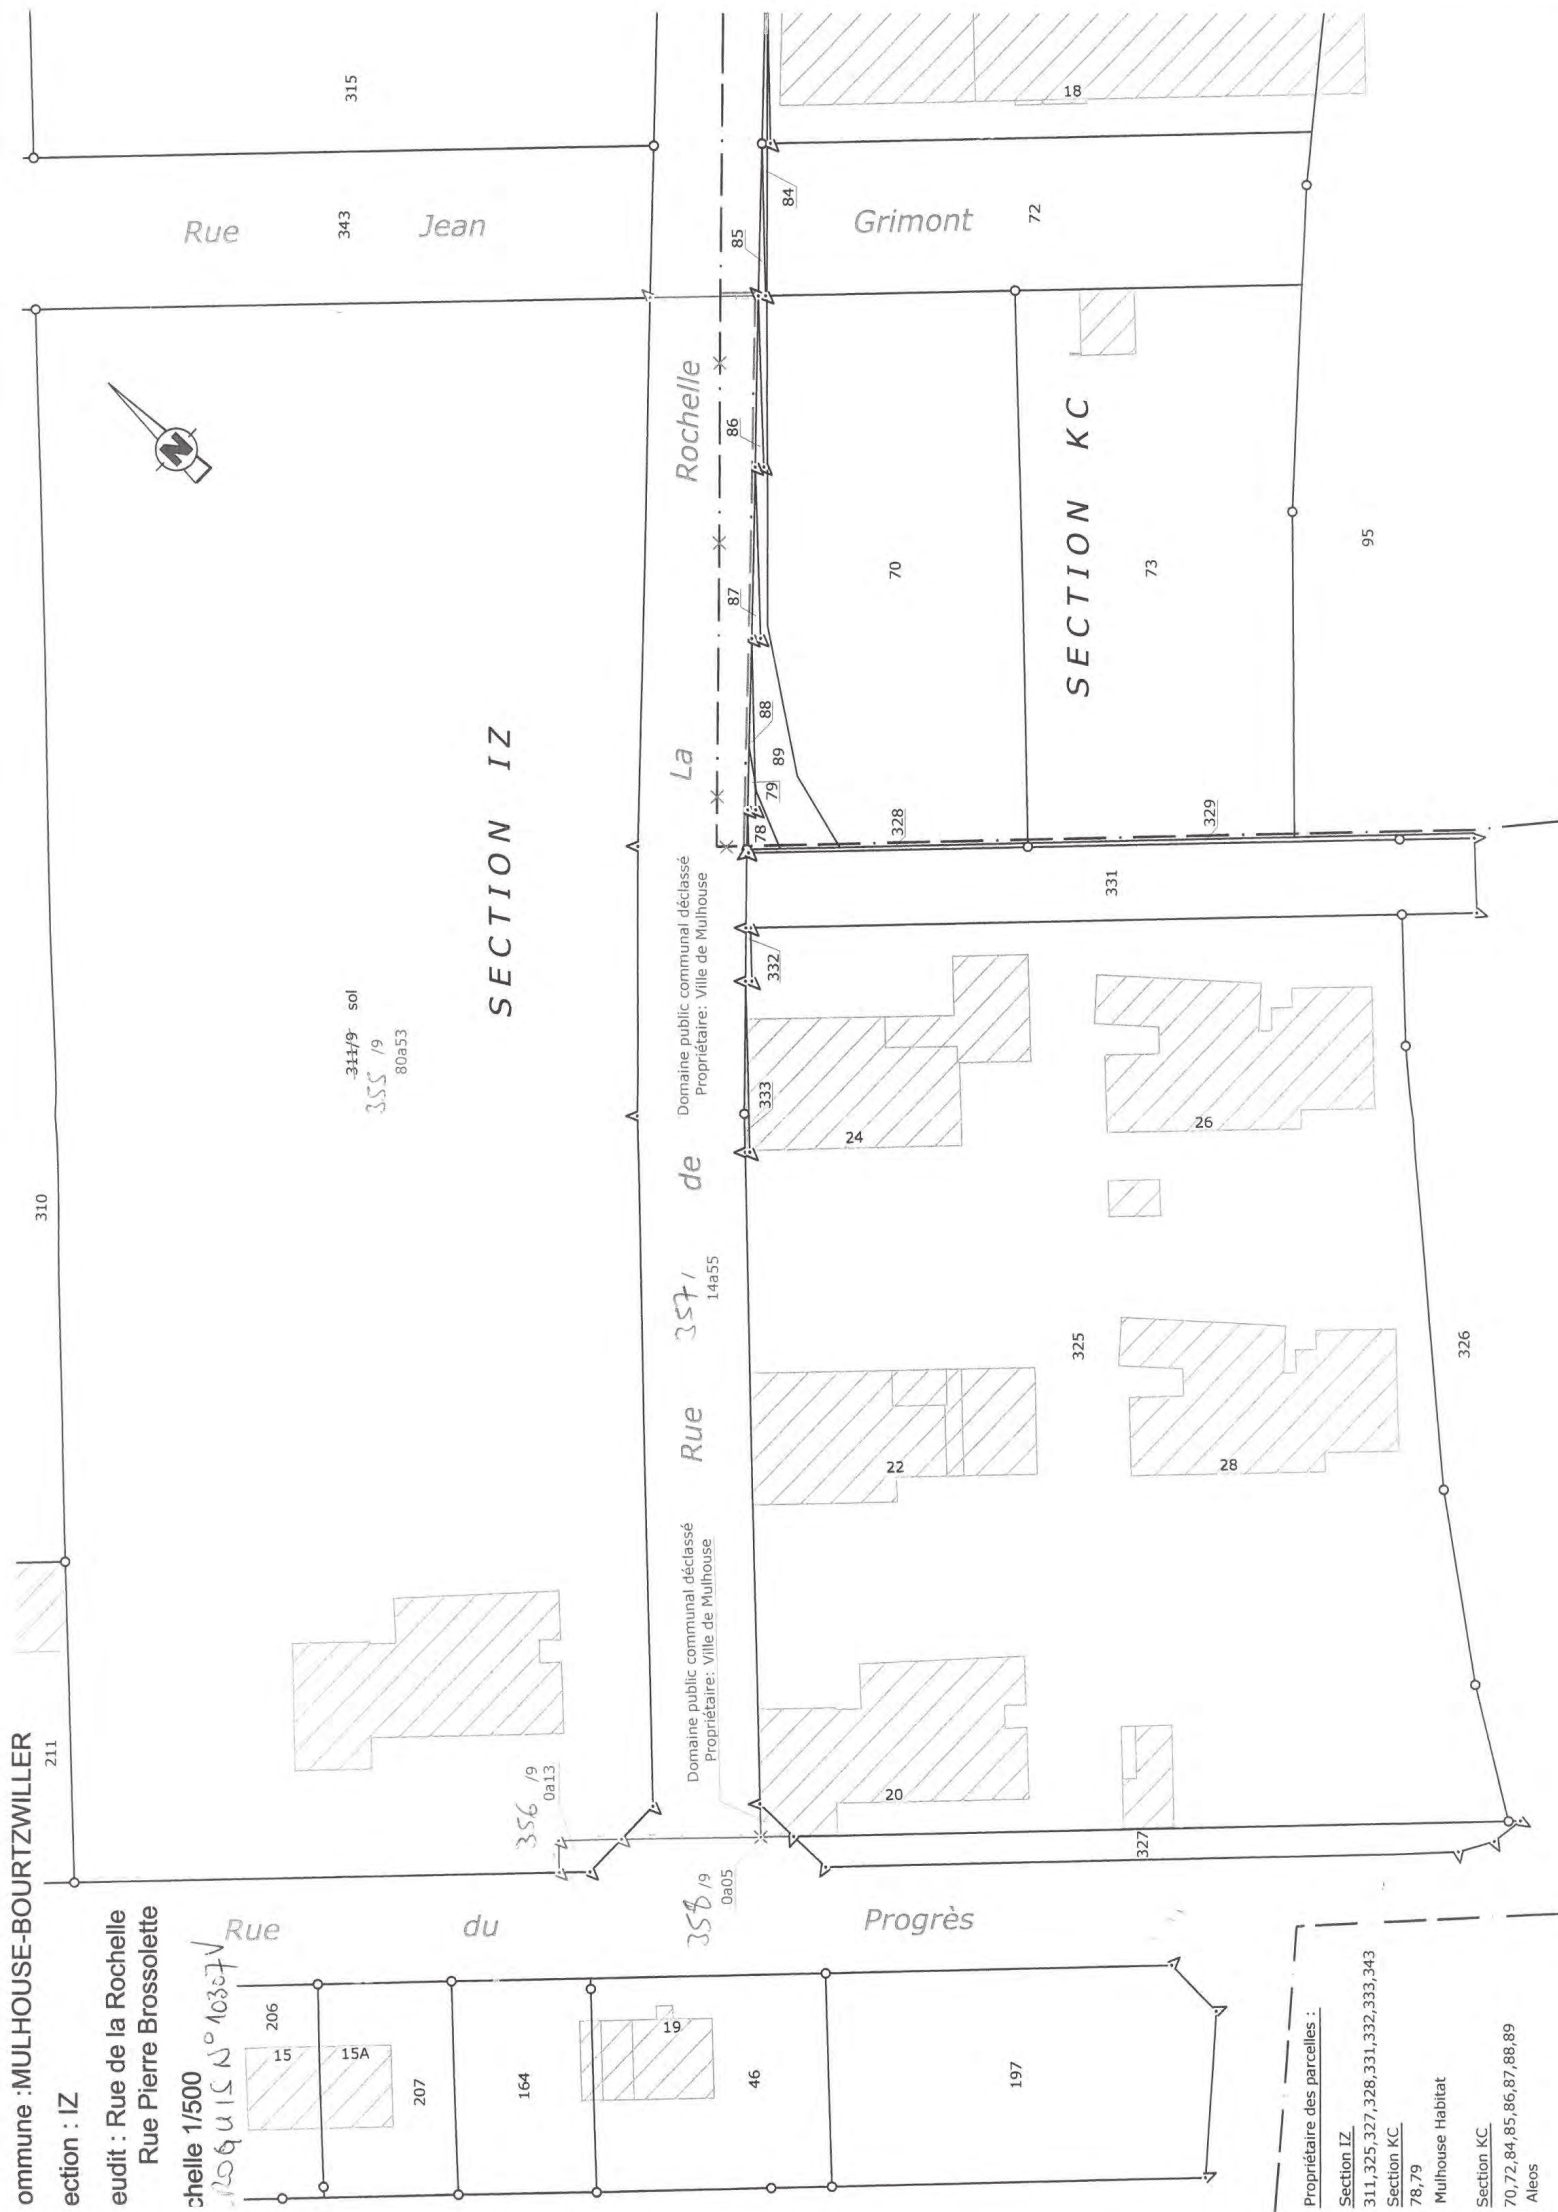 ommune :MULHOUSE-BOURTZWILLER
ection : IZ
eudit : Rue de la Rochelle
Rue Pierre Brossolette
chelle 1/500
ROQUIS N° 10307V
211
310
315
Rue Jean Grimont
343
72
N
SECTION IZ
311/9 sol
355 /9
80a53
356 /9
0a13
358 /9
0a05
Rue de La Rochelle
357 /
14a55
Domaine public communal déclassé
Propriétaire: Ville de Mulhouse
Domaine public communal déclassé
Propriétaire: Ville de Mulhouse
Rue du Progrès
206
15
15A
207
164
19
46
197
20
22
24
26
28
325
326
327
333
332
331
328
329
78
79
88
89
87
86
85
84
18
70
73
95
SECTION KC
Propriétaire des parcelles :
Section IZ
311,325,327,328,331,332,333,343
Section KC
78,79
Mulhouse Habitat
Section KC
70,72,84,85,86,87,88,89
Aleos